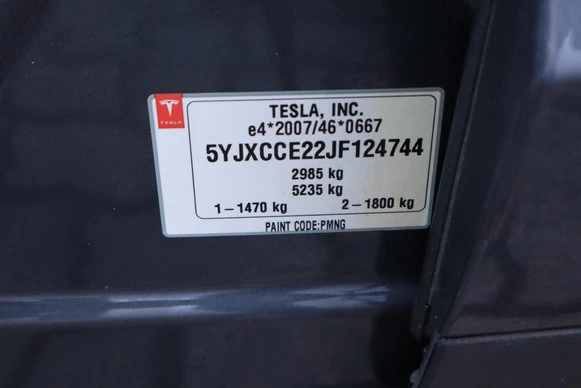 TESLA
TESLA, INC.
e4*2007/46*0667
5YJXCCE22JF124744
2985 kg
5235 kg
1 – 1470 kg 2 – 1800 kg
PAINT CODE:PMNG